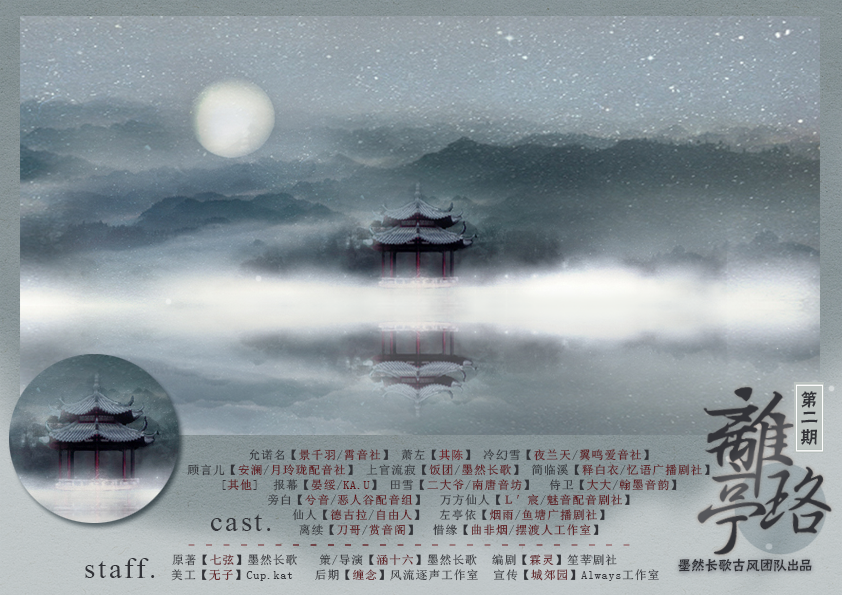 第二期
離亭珞
墨然长歌古风团队出品
cast.
允诺名【景千羽/霄音社】 萧左【其陈】 冷幻雪【夜兰天/翼鸣爱音社】
顾言儿【安澜/月玲珑配音社】 上官流寂【饭团/墨然长歌】 简临溪【释白衣/忆语广播剧社】
[其他] 报幕【晏绥/KA.U】 田雪【二大爷/南唐音坊】 侍卫【大大/翰墨音韵】
旁白【兮音/恶人谷配音组】 万方仙人【L′宸/魅音配音剧社】
仙人【德古拉/自由人】 左亭依【烟雨/鱼塘广播剧社】
离续【刀哥/赏音阁】 惜缘【曲非烟/摆渡人工作室】
staff.
原著【七弦】墨然长歌 策/导演【涵十六】墨然长歌 编剧【霖灵】笙莘剧社
美工【无子】Cup.kat 后期【缠念】风流逐声工作室 宣传【城郊园】Always工作室